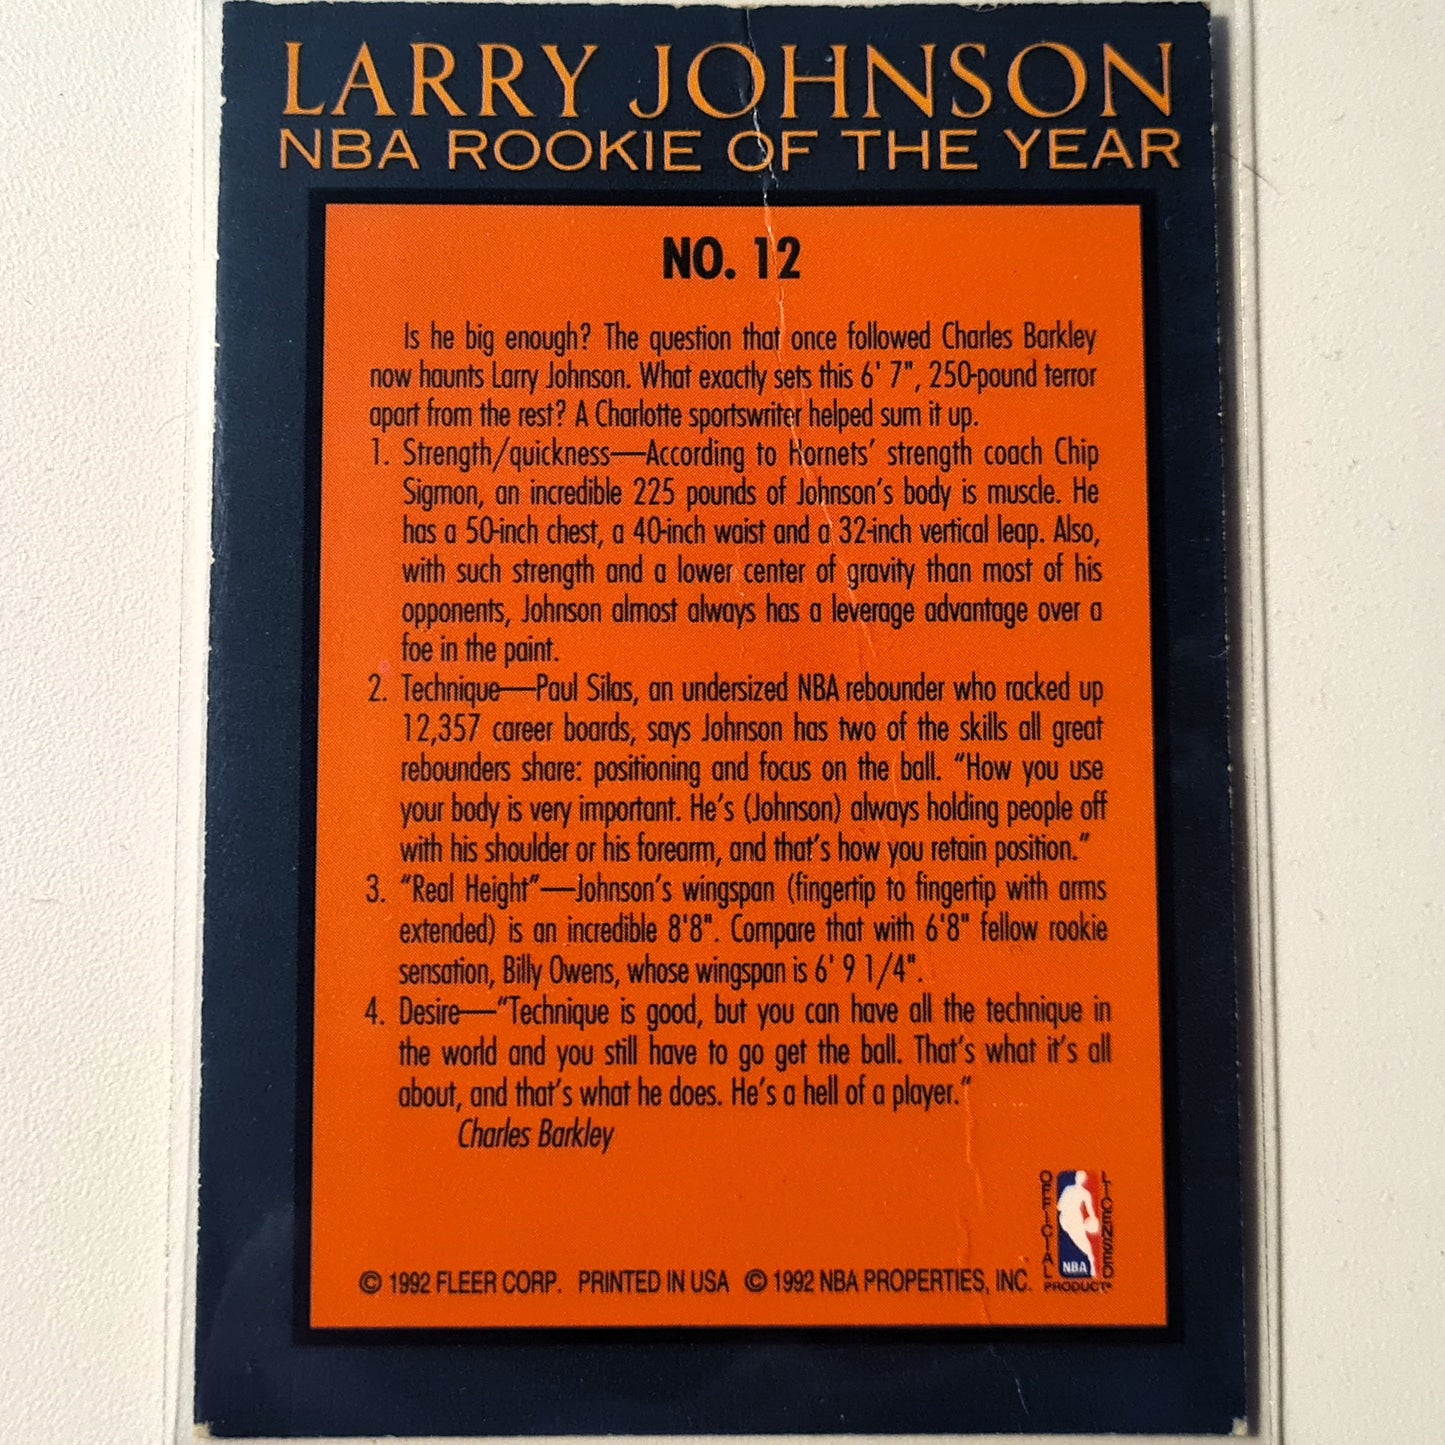 LARRY JOHNSON
NBA ROOKIE OF THE YEAR
NO. 12
Is he big enough? The question that once followed Charles Barkley
now haunts Larry Johnson. What exactly sets this 6' 7", 250-pound terror
apart from the rest? A Charlotte sportswriter helped sum it up.
1. Strength/quickness—According to Hornets' strength coach Chip
Sigmon, an incredible 225 pounds of Johnson's body is muscle. He
has a 50-inch chest, a 40-inch waist and a 32-inch vertical leap. Also,
with such strength and a lower center of gravity than most of his
opponents, Johnson almost always has a leverage advantage over a
foe in the paint.
2. Technique—Paul Silas, an undersized NBA rebounder who racked up
12,357 career boards, says Johnson has two of the skills all great
rebounders share: positioning and focus on the ball. "How you use
your body is very important. He's (Johnson) always holding people off
with his shoulder or his forearm, and that's how you retain position."
3. "Real Height"—Johnson's wingspan (fingertip to fingertip with arms
extended) is an incredible 8'8". Compare that with 6'8" fellow rookie
sensation, Billy Owens, whose wingspan is 6' 9 1/4".
4. Desire—"Technique is good, but you can have all the technique in
the world and you still have to go get the ball. That's what it's all
about, and that's what he does. He's a hell of a player."
Charles Barkley
OFFICIAL LICENSED
NBA
PRODUCT®
© 1992 FLEER CORP. PRINTED IN USA © 1992 NBA PROPERTIES, INC.